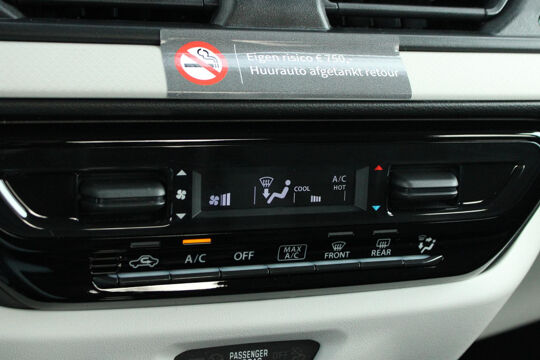 Eigen risico € 750,-
Huurauto afgetankt retour
A/C
COOL HOT
A/C OFF MAX A/C FRONT REAR
PASSENGER